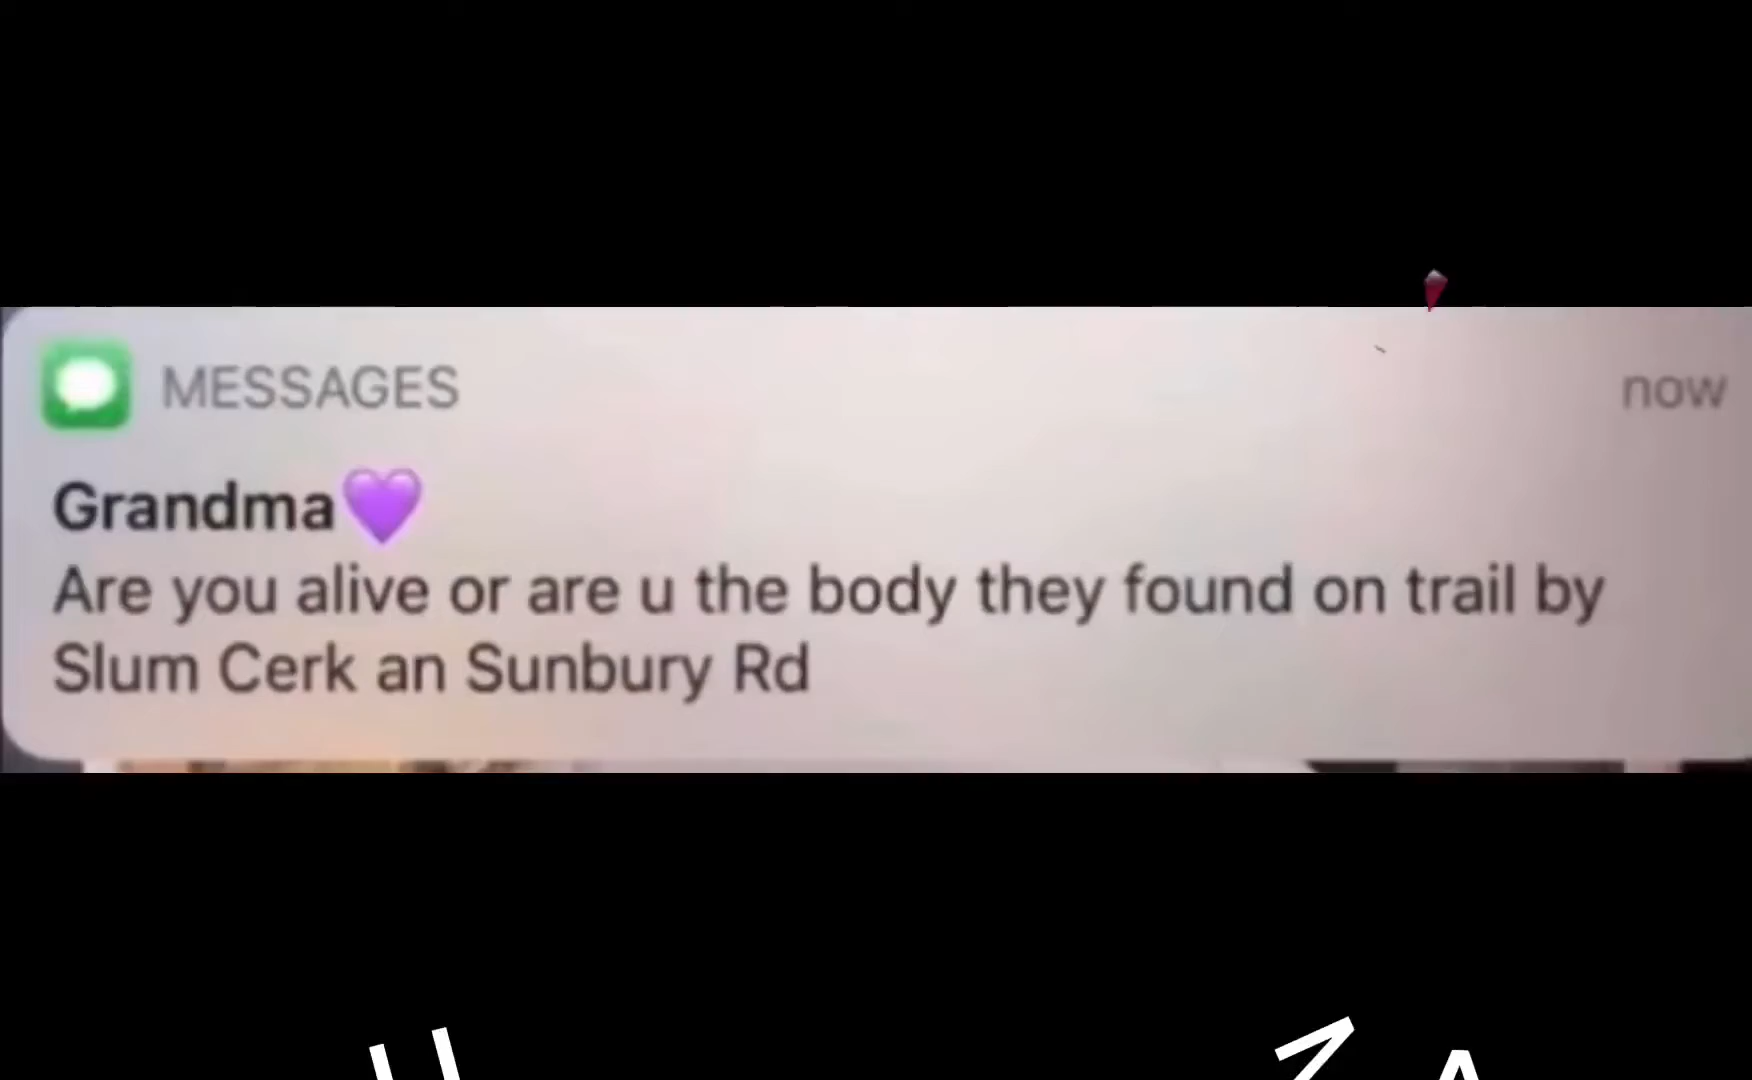 MESSAGES
now
Grandma💜
Are you alive or are u the body they found on trail by
Slum Cerk an Sunbury Rd